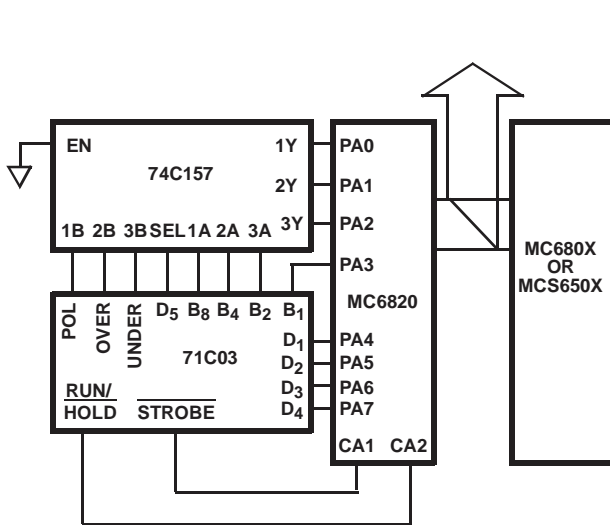 EN
1Y
74C157
2Y
3Y
1B 2B 3B SEL 1A 2A 3A
PA0
PA1
PA2
PA3
MC6820
PA4
PA5
PA6
PA7
CA1 CA2
MC680X
OR
MCS650X
POL
OVER
UNDER
D5 B8 B4 B2 B1
D1
71C03
D2
D3
D4
RUN/
HOLD
STROBE